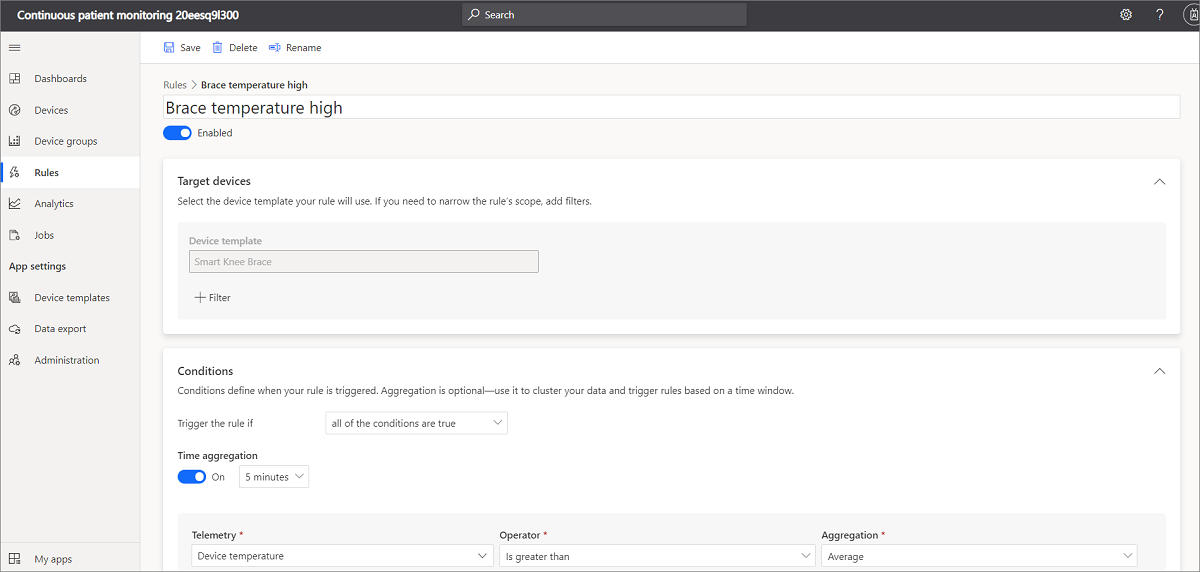 Continuous patient monitoring 20eesq9l300
Search
?
Save Delete Rename
Dashboards
Devices
Device groups
Rules
Analytics
Jobs
App settings
Device templates
Data export
Administration
My apps
Rules > Brace temperature high
Brace temperature high
Enabled
Target devices
Select the device template your rule will use. If you need to narrow the rule's scope, add filters.
Device template
Smart Knee Brace
+ Filter
Conditions
Conditions define when your rule is triggered. Aggregation is optional—use it to cluster your data and trigger rules based on a time window.
Trigger the rule if all of the conditions are true
Time aggregation
On 5 minutes
Telemetry * Operator * Aggregation *
Device temperature Is greater than Average